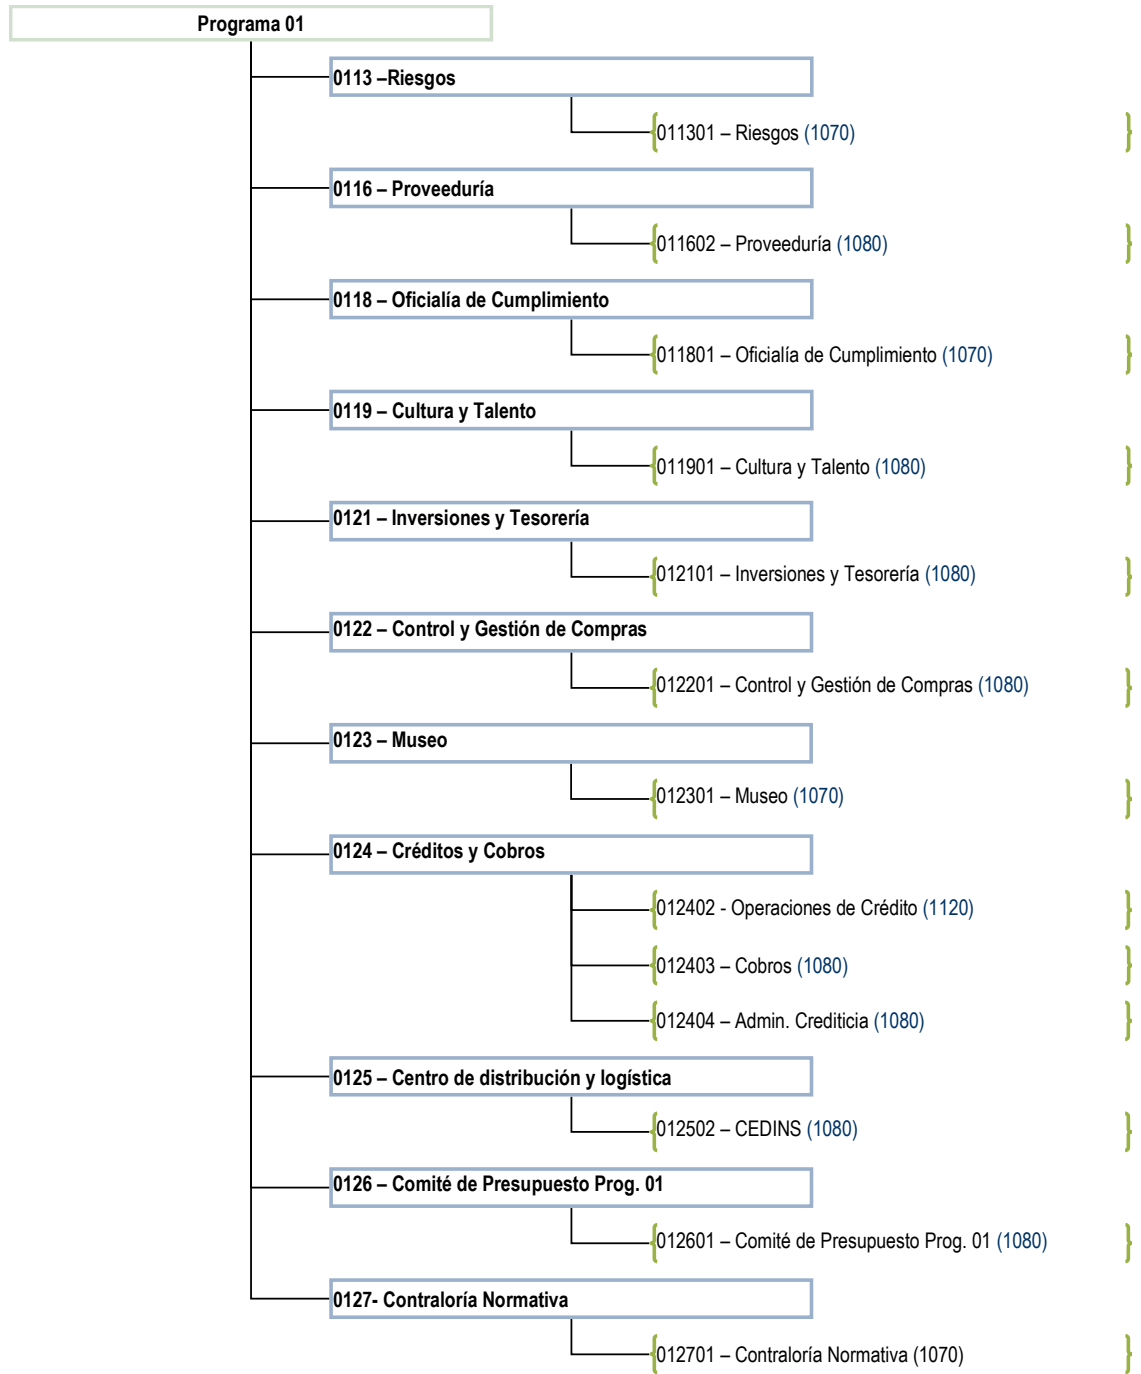 Programa 01
0113 –Riesgos
011301 – Riesgos (1070)
0116 – Proveeduría
011602 – Proveeduría (1080)
0118 – Oficialía de Cumplimiento
011801 – Oficialía de Cumplimiento (1070)
0119 – Cultura y Talento
011901 – Cultura y Talento (1080)
0121 – Inversiones y Tesorería
012101 – Inversiones y Tesorería (1080)
0122 – Control y Gestión de Compras
012201 – Control y Gestión de Compras (1080)
0123 – Museo
012301 – Museo (1070)
0124 – Créditos y Cobros
012402 - Operaciones de Crédito (1120)
012403 – Cobros (1080)
012404 – Admin. Crediticia (1080)
0125 – Centro de distribución y logística
012502 – CEDINS (1080)
0126 – Comité de Presupuesto Prog. 01
012601 – Comité de Presupuesto Prog. 01 (1080)
0127- Contraloría Normativa
012701 – Contraloría Normativa (1070)